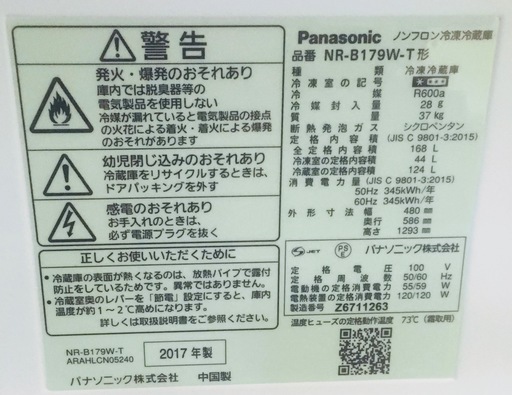 警告
発火・爆発のおそれあり
庫内では脱臭器等の
電気製品を使用しない
冷媒が漏れていると電気製品の接点
の火花による着火・着火による爆発
のおそれがあります
幼児閉じ込みのおそれあり
冷蔵庫をリサイクルするときは、
ドアパッキングを外す
感電のおそれあり
お手入れのときは、
必ず電源プラグを抜く
正しくお使いいただくために
・冷蔵庫の表面が熱くなるのは、放熱パイプで露付
防止をしているためです。異常ではありません。
・冷蔵室奥のレバーを「節電」設定にすると、庫内
温度が約1~2℃高めになります。
詳しくは取扱説明書をご覧ください。
NR-B179W-T
ARAHLCN05240
2017年製
パナソニック株式会社 中国製
Panasonic ノンフロン冷凍冷蔵庫
品番 NR-B179W-T形
種類 冷凍冷蔵庫
冷凍室の記号
冷媒 R600a
冷媒封入量 28g
質量 37kg
断熱発泡ガス シクロペンタン
定格内容積 (JIS C 9801-3:2015)
全定格内容積 168 L
冷凍室の定格内容積 44 L
冷蔵室の定格内容積 124 L
消費電力量 (JIS C 9801-3:2015)
50Hz 345kWh/年
60Hz 345kWh/年
外形寸法 幅 480㎜
奥行 586㎜
高さ 1293㎜
JET PSE パナソニック株式会社
定格電圧 100 V
定格周波数 50/60 Hz
電動機の定格消費電力 55/59 W
電熱装置の定格消費電力 120/120 W
製造番号 Z6711263
温度ヒューズの定格動作温度 73℃(霜取用)